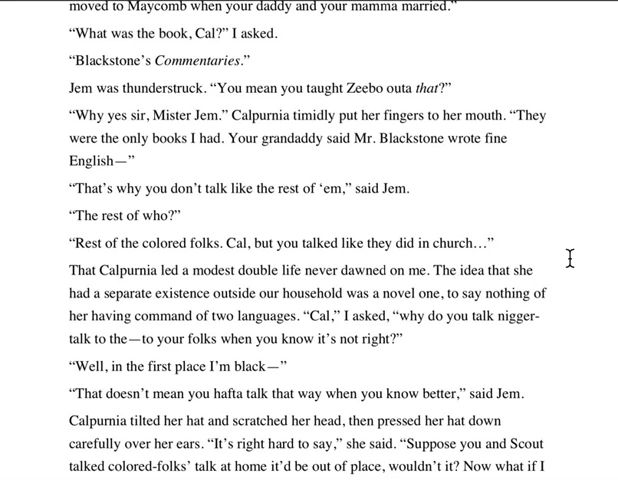 moved to Maycomb when your daddy and your mamma married.”
“What was the book, Cal?” I asked.
“Blackstone’s Commentaries.”
Jem was thunderstruck. “You mean you taught Zeebo outa that?”
“Why yes sir, Mister Jem.” Calpurnia timidly put her fingers to her mouth. “They
were the only books I had. Your grandaddy said Mr. Blackstone wrote fine
English—”
“That’s why you don’t talk like the rest of ‘em,” said Jem.
“The rest of who?”
“Rest of the colored folks. Cal, but you talked like they did in church…”
That Calpurnia led a modest double life never dawned on me. The idea that she
had a separate existence outside our household was a novel one, to say nothing of
her having command of two languages. “Cal,” I asked, “why do you talk nigger-
talk to the—to your folks when you know it’s not right?”
“Well, in the first place I’m black—”
“That doesn’t mean you hafta talk that way when you know better,” said Jem.
Calpurnia tilted her hat and scratched her head, then pressed her hat down
carefully over her ears. “It’s right hard to say,” she said. “Suppose you and Scout
talked colored-folks’ talk at home it’d be out of place, wouldn’t it? Now what if I